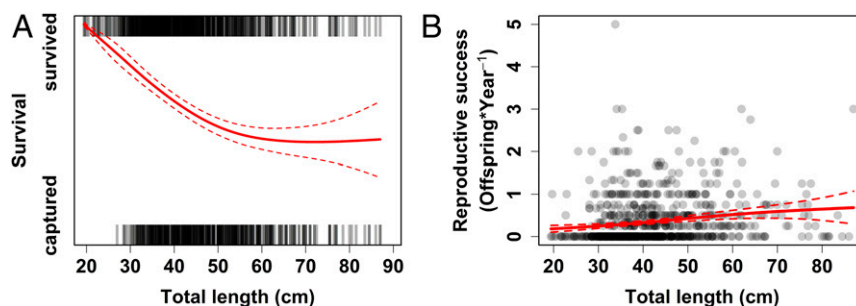 A
Survival
survived
captured
20 30 40 50 60 70 80 90
Total length (cm)
B
Reproductive success
(Offspring*Year⁻¹)
5
4
3
2
1
0
20 30 40 50 60 70 80
Total length (cm)